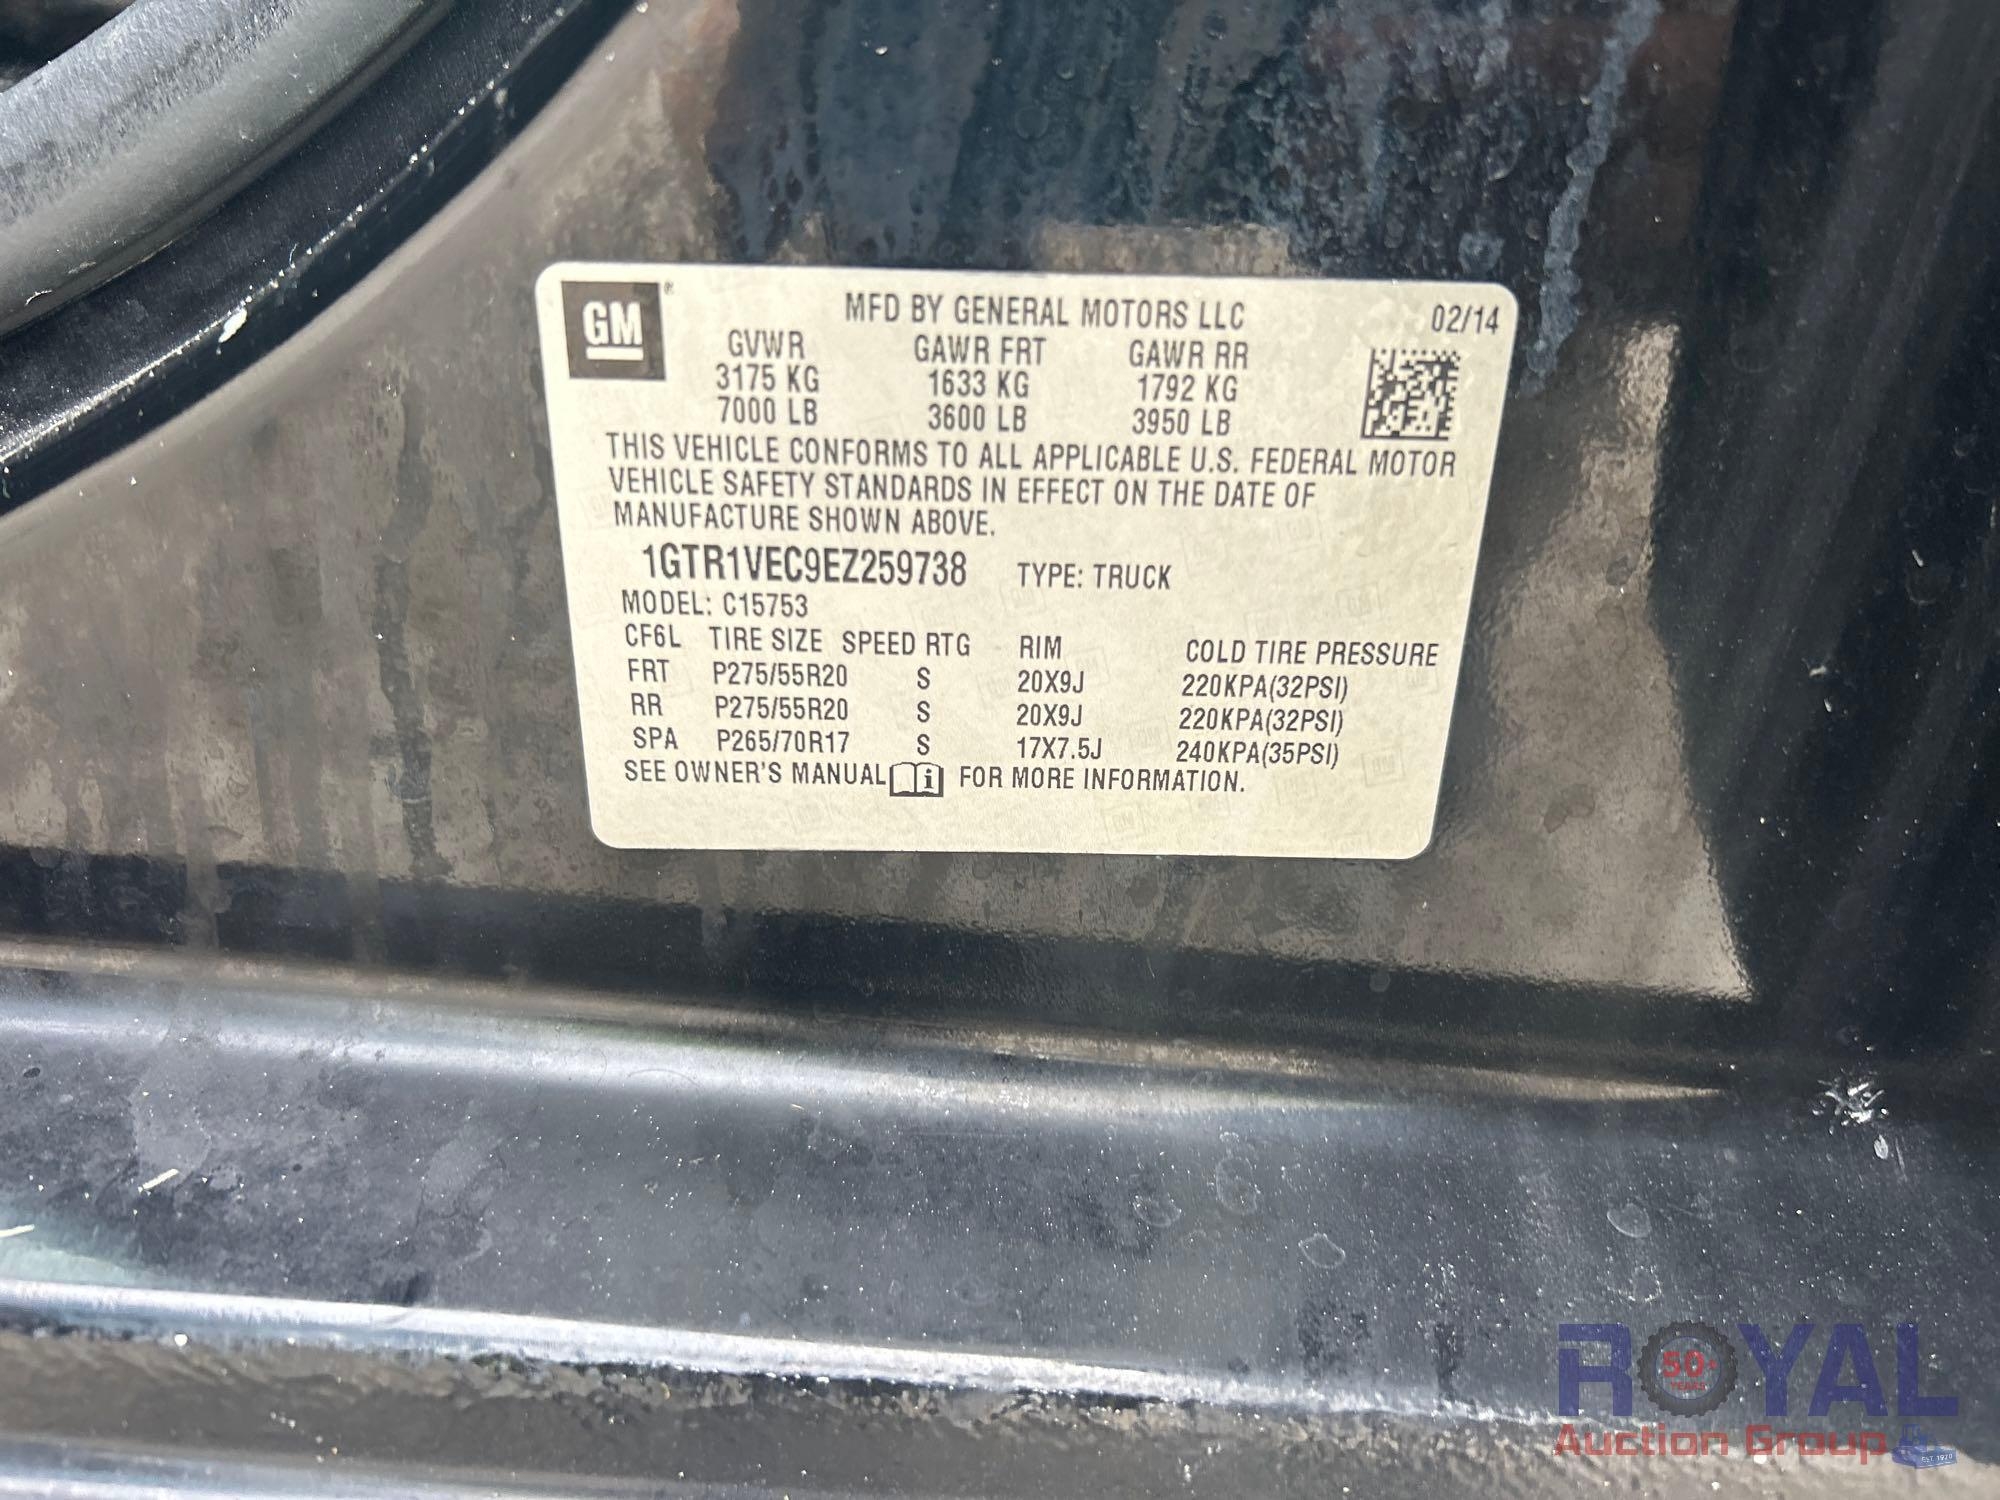 GM ®
MFD BY GENERAL MOTORS LLC 02/14
GVWR GAWR FRT GAWR RR
3175 KG 1633 KG 1792 KG
7000 LB 3600 LB 3950 LB
THIS VEHICLE CONFORMS TO ALL APPLICABLE U.S. FEDERAL MOTOR
VEHICLE SAFETY STANDARDS IN EFFECT ON THE DATE OF
MANUFACTURE SHOWN ABOVE.
1GTR1VEC9EZ259738 TYPE: TRUCK
MODEL: C15753
CF6L TIRE SIZE SPEED RTG RIM COLD TIRE PRESSURE
FRT P275/55R20 S 20X9J 220KPA(32PSI)
RR P275/55R20 S 20X9J 220KPA(32PSI)
SPA P265/70R17 S 17X7.5J 240KPA(35PSI)
SEE OWNER'S MANUAL i FOR MORE INFORMATION.
ROYAL
50+
YEARS
Auction Group
EST. 1970